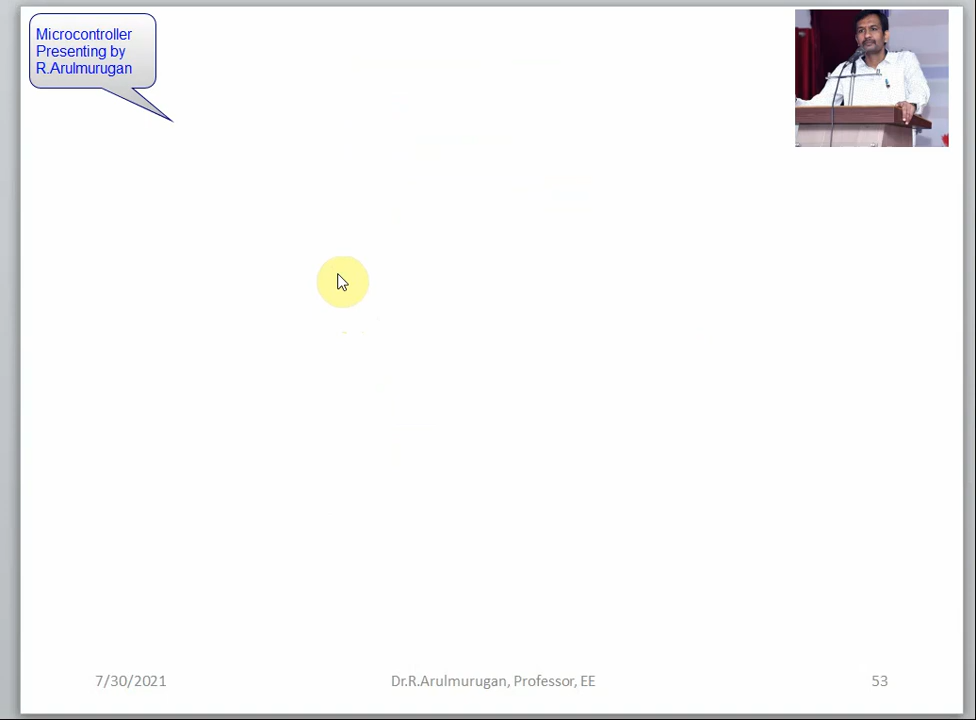 Microcontroller
Presenting by
R.Arulmurugan
7/30/2021
Dr.R.Arulmurugan, Professor, EE
53